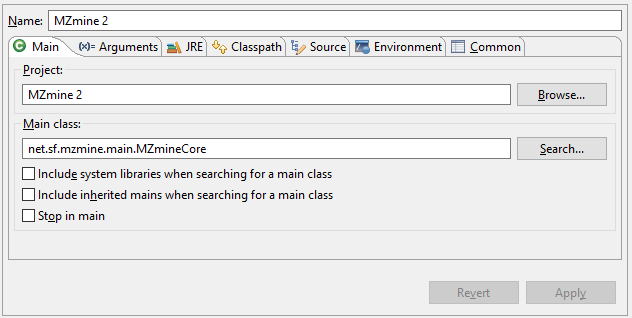 Name: MZmine 2
Main (x)= Arguments JRE Classpath Source Environment Common
Project:
MZmine 2 Browse...
Main class:
net.sf.mzmine.main.MZmineCore Search...
Include system libraries when searching for a main class
Include inherited mains when searching for a main class
Stop in main
Revert Apply